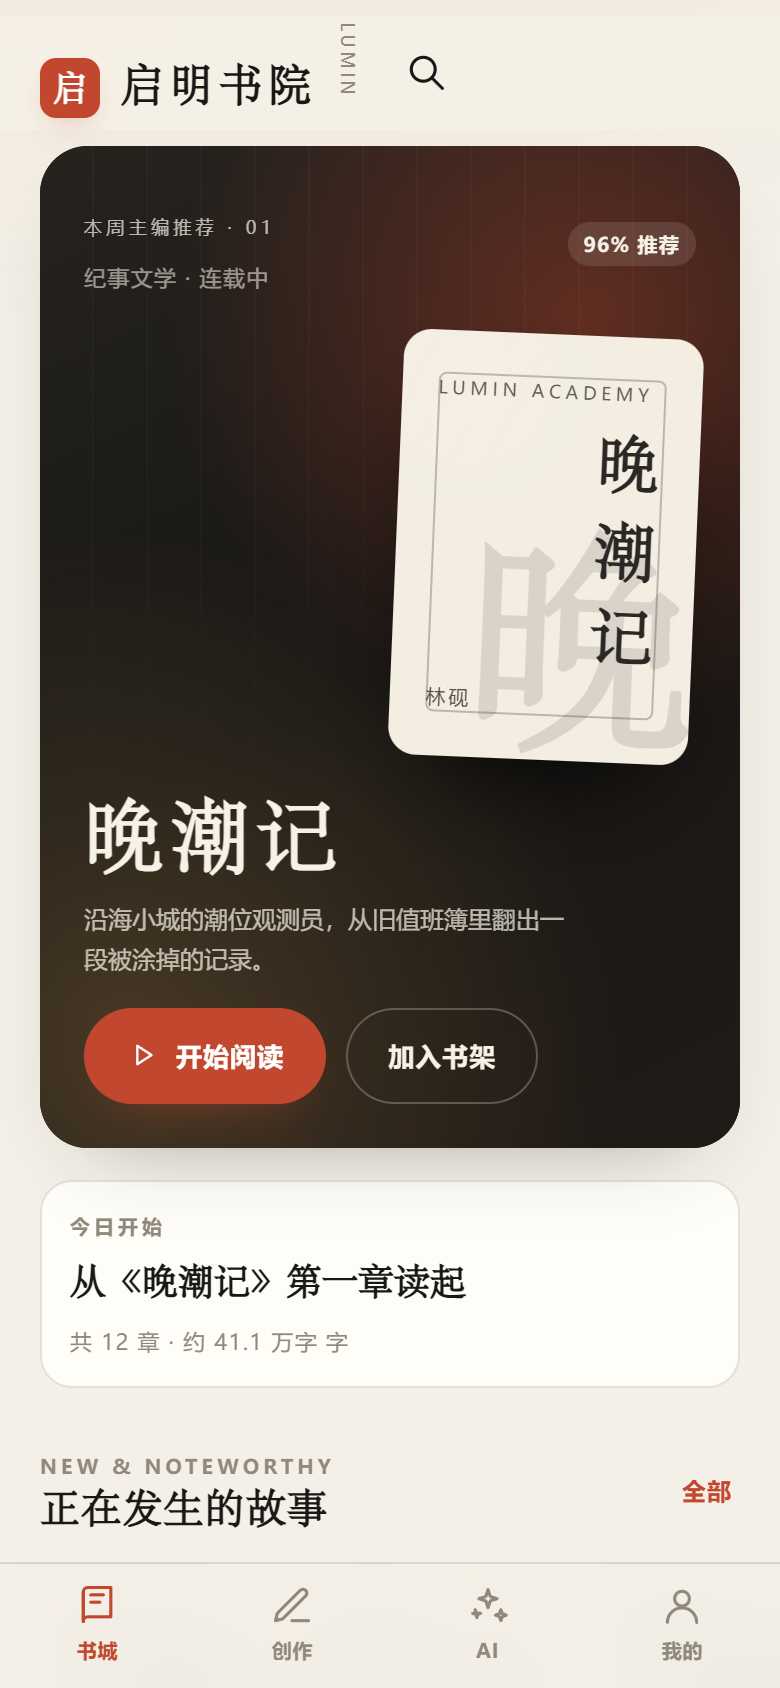 启
启明书院
LUMIN
本周主编推荐 · 01
纪事文学 · 连载中
96% 推荐
LUMIN ACADEMY
晚潮记
晚
林砚
晚潮记
沿海小城的潮位观测员，从旧值班簿里翻出一
段被涂掉的记录。
开始阅读
加入书架
今日开始
从《晚潮记》第一章读起
共 12 章 · 约 41.1 万字 字
NEW & NOTEWORTHY
正在发生的故事
全部
书城
创作
AI
我的